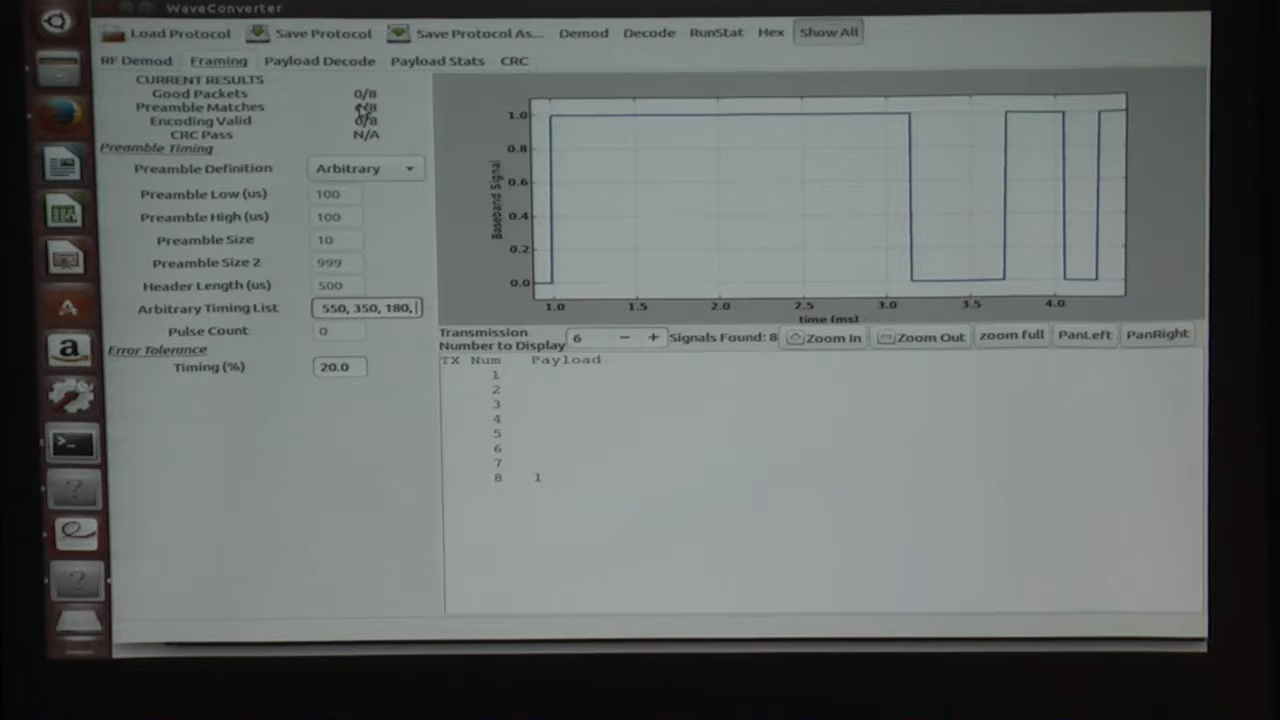 WaveConverter
Load Protocol Save Protocol Save Protocol As... Demod Decode RunStat Hex Show All
RF Demod Framing Payload Decode Payload Stats CRC
CURRENT RESULTS
Good Packets 0/8
Preamble Matches /8
Encoding Valid 0/8
CRC Pass N/A
Preamble Timing
Preamble Definition Arbitrary
Preamble Low (us) 100
Preamble High (us) 100
Preamble Size 10
Preamble Size 2 999
Header Length (us) 500
Arbitrary Timing List 550, 350, 180,
Pulse Count 0
Error Tolerance
Timing (%) 20.0
Baseband Signal
1.0
0.8
0.6
0.4
0.2
0.0
1.0 1.5 2.0 2.5 3.0 3.5 4.0
time (ms)
Transmission
Number to Display 6 − + Signals Found: 8 Zoom In Zoom Out zoom full PanLeft PanRight
TX Num Payload
1
2
3
4
5
6
7
8 1